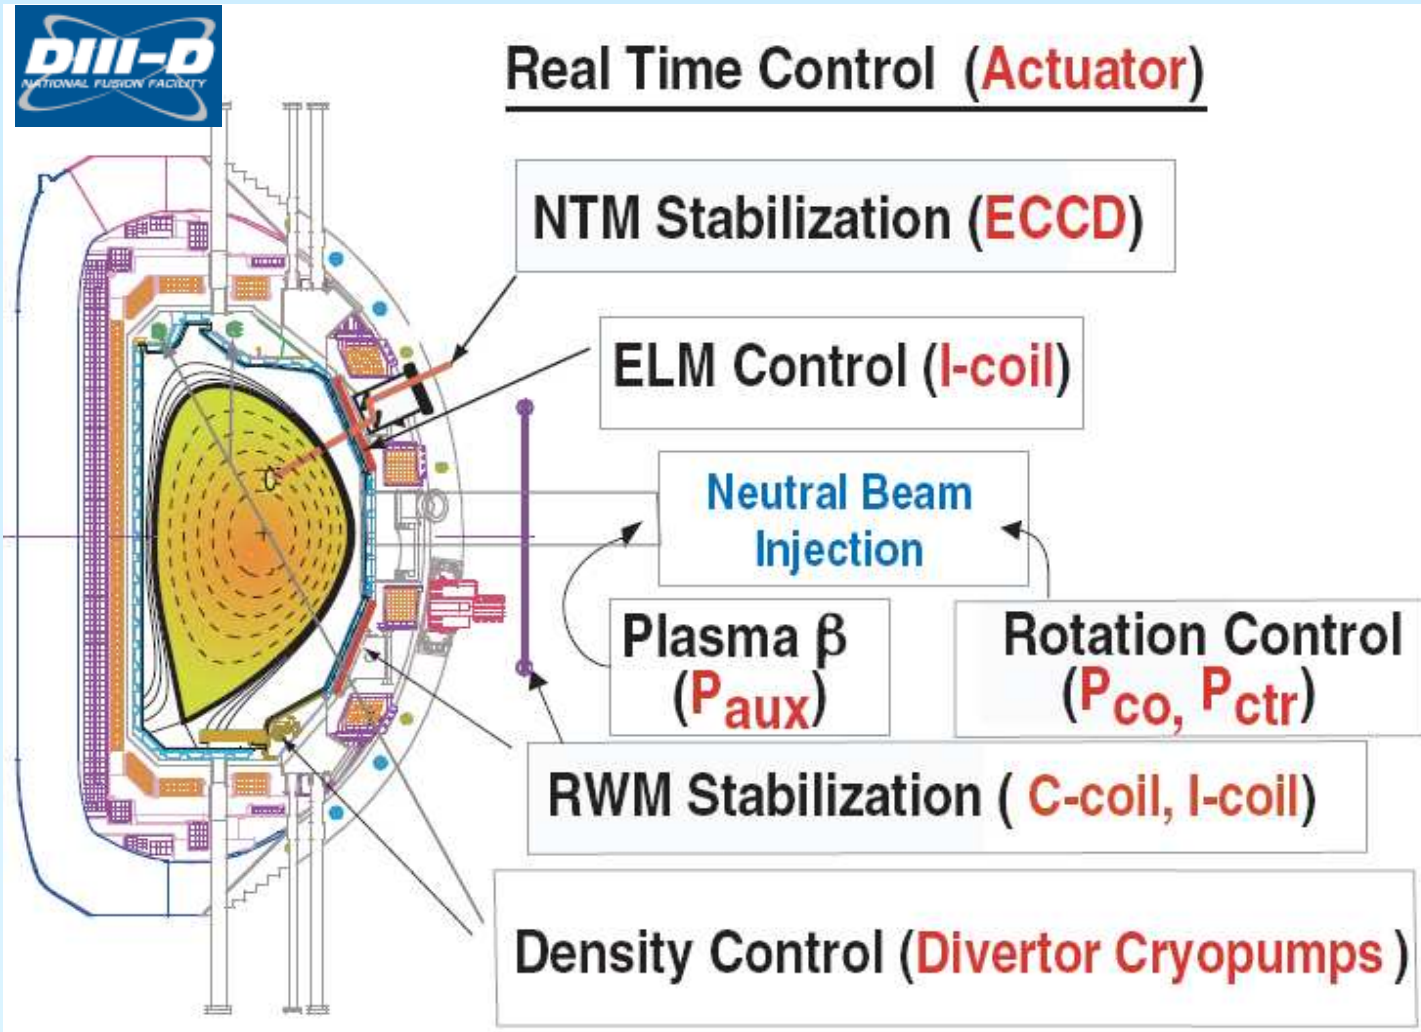 DIII-D
NATIONAL FUSION FACILITY
Real Time Control (Actuator)
NTM Stabilization (ECCD)
ELM Control (I-coil)
Neutral Beam
Injection
Plasma β
(Paux)
Rotation Control
(Pco, Pctr)
RWM Stabilization ( C-coil, I-coil)
Density Control (Divertor Cryopumps )